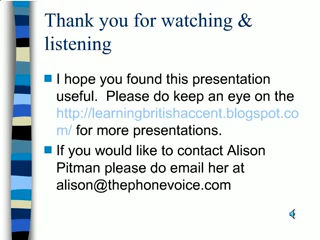 Thank you for watching &
listening
I hope you found this presentation
useful.  Please do keep an eye on the
http://learningbritishaccent.blogspot.co
m/ for more presentations.
If you would like to contact Alison
Pitman please do email her at
alison@thephonevoice.com